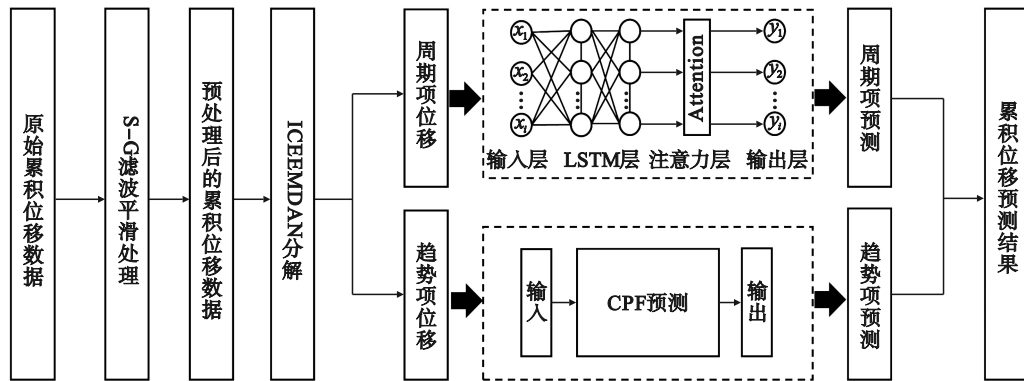 原始累积位移数据
S-G滤波平滑处理
预处理后的累积位移数据
ICEEMDAN分解
周期项位移
x1
x2
xi
Attention
y1
y2
yi
输入层 LSTM层 注意力层 输出层
周期项预测
趋势项位移
输入
CPF预测
输出
趋势项预测
累积位移预测结果